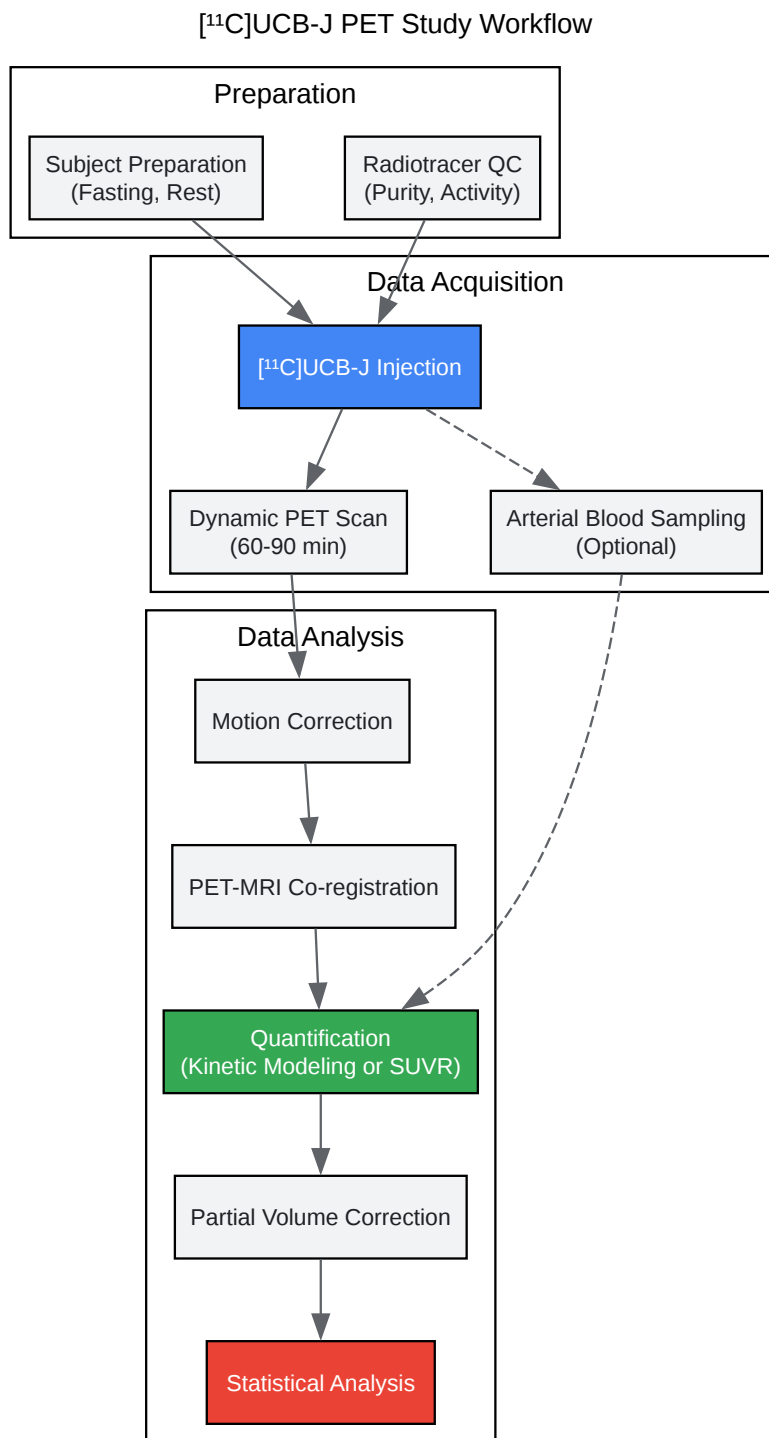 [¹¹C]UCB-J PET Study Workflow
Preparation
Subject Preparation
(Fasting, Rest)
Radiotracer QC
(Purity, Activity)
Data Acquisition
[¹¹C]UCB-J Injection
Dynamic PET Scan
(60-90 min)
Arterial Blood Sampling
(Optional)
Data Analysis
Motion Correction
PET-MRI Co-registration
Quantification
(Kinetic Modeling or SUVR)
Partial Volume Correction
Statistical Analysis